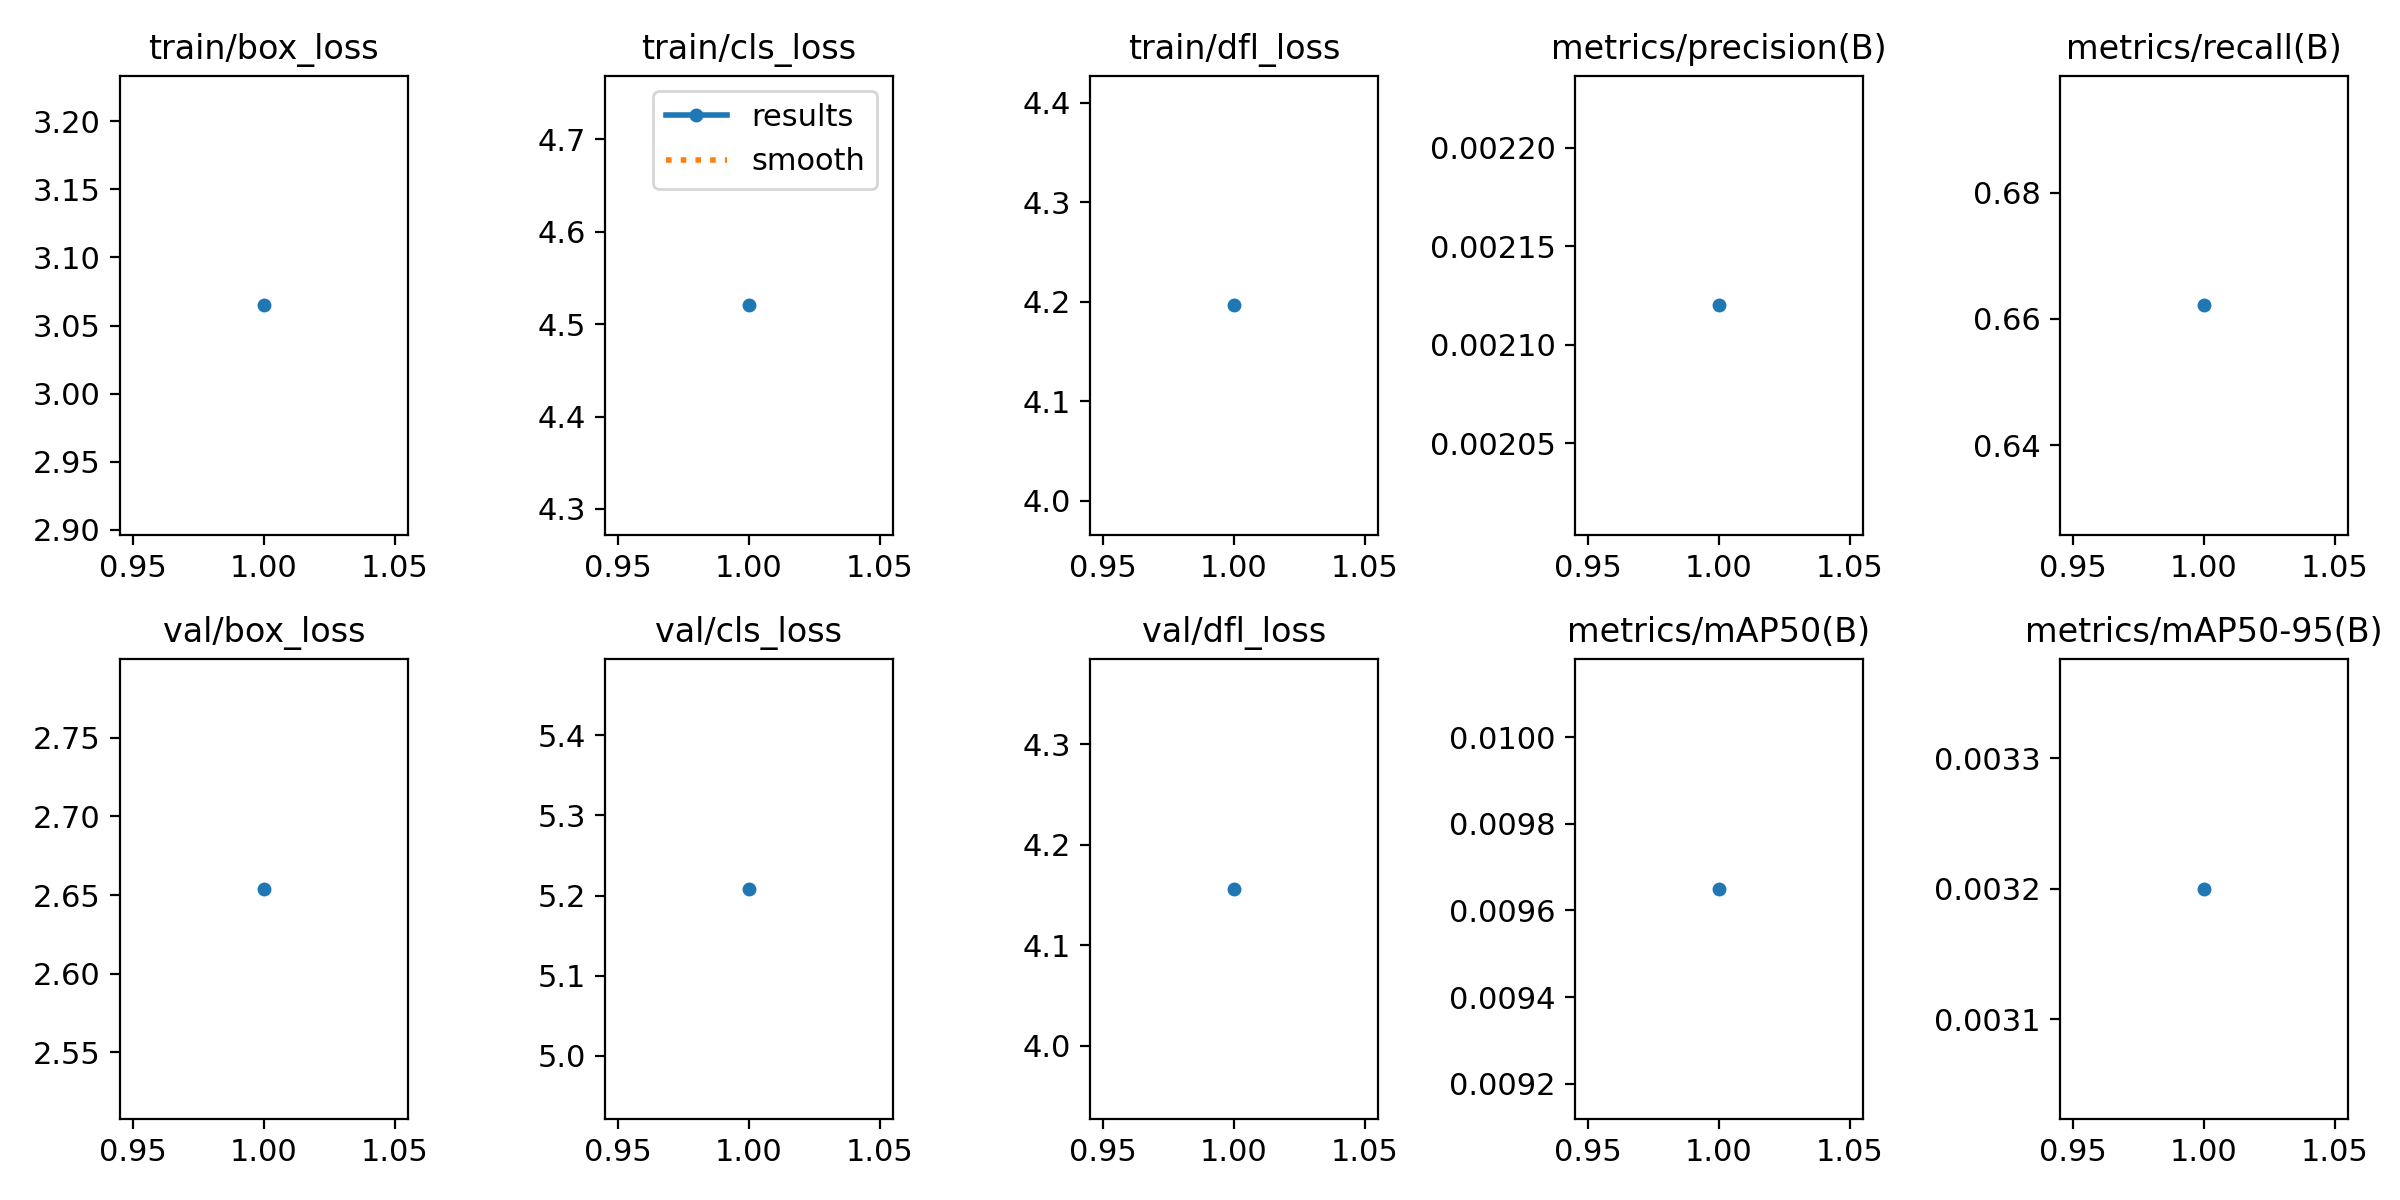 train/box_loss
3.20
3.15
3.10
3.05
3.00
2.95
2.90
0.95 1.00 1.05
train/cls_loss
results
smooth
4.7
4.6
4.5
4.4
4.3
0.95 1.00 1.05
train/dfl_loss
4.4
4.3
4.2
4.1
4.0
0.95 1.00 1.05
metrics/precision(B)
0.00220
0.00215
0.00210
0.00205
0.95 1.00 1.05
metrics/recall(B)
0.68
0.66
0.64
0.95 1.00 1.05
val/box_loss
2.75
2.70
2.65
2.60
2.55
0.95 1.00 1.05
val/cls_loss
5.4
5.3
5.2
5.1
5.0
0.95 1.00 1.05
val/dfl_loss
4.3
4.2
4.1
4.0
0.95 1.00 1.05
metrics/mAP50(B)
0.0100
0.0098
0.0096
0.0094
0.0092
0.95 1.00 1.05
metrics/mAP50-95(B)
0.0033
0.0032
0.0031
0.95 1.00 1.05